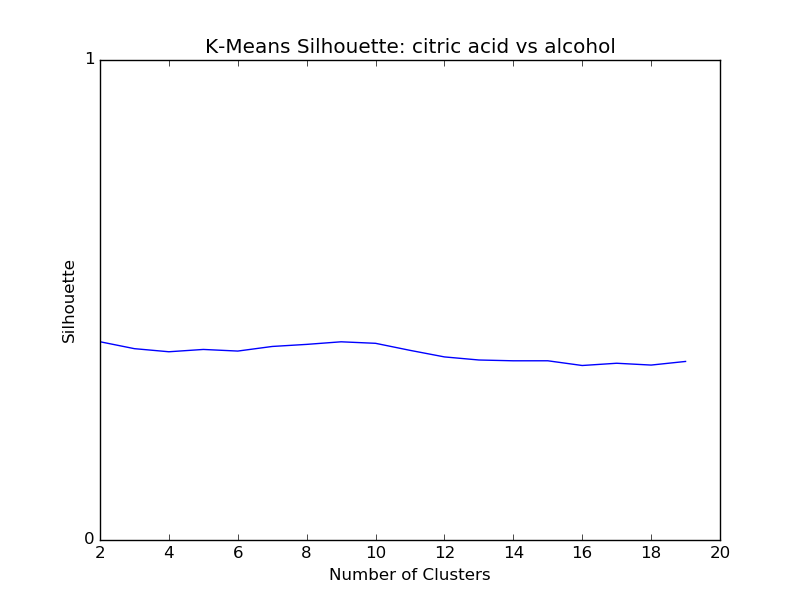 K-Means Silhouette: citric acid vs alcohol
1
Silhouette
0
2 4 6 8 10 12 14 16 18 20
Number of Clusters